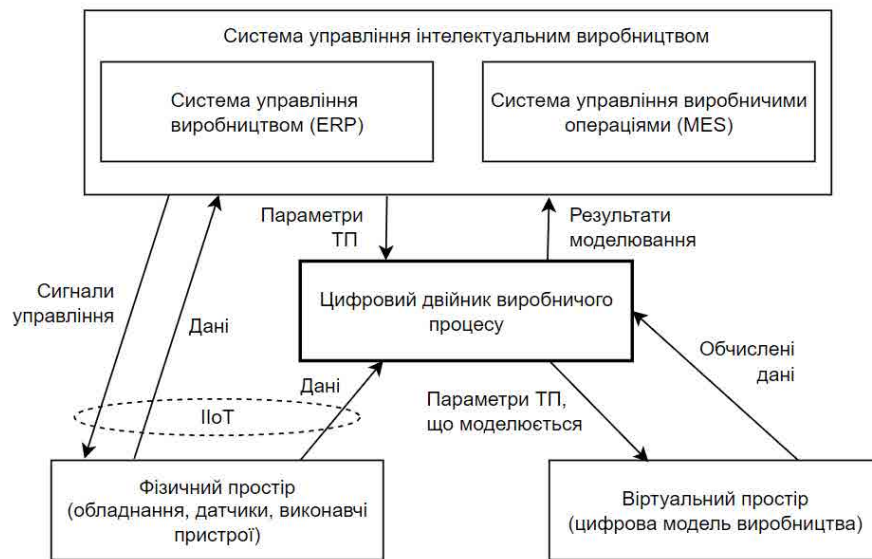 Система управління інтелектуальним виробництвом
Система управління
виробництвом (ERP)
Система управління виробничими
операціями (MES)
Параметри
ТП
Результати
моделювання
Сигнали
управління
Дані
Цифровий двійник виробничого
процесу
Обчислені
дані
Дані
IIoT
Параметри ТП,
що моделюється
Фізичний простір
(обладнання, датчики, виконавчі
пристрої)
Віртуальний простір
(цифрова модель виробництва)